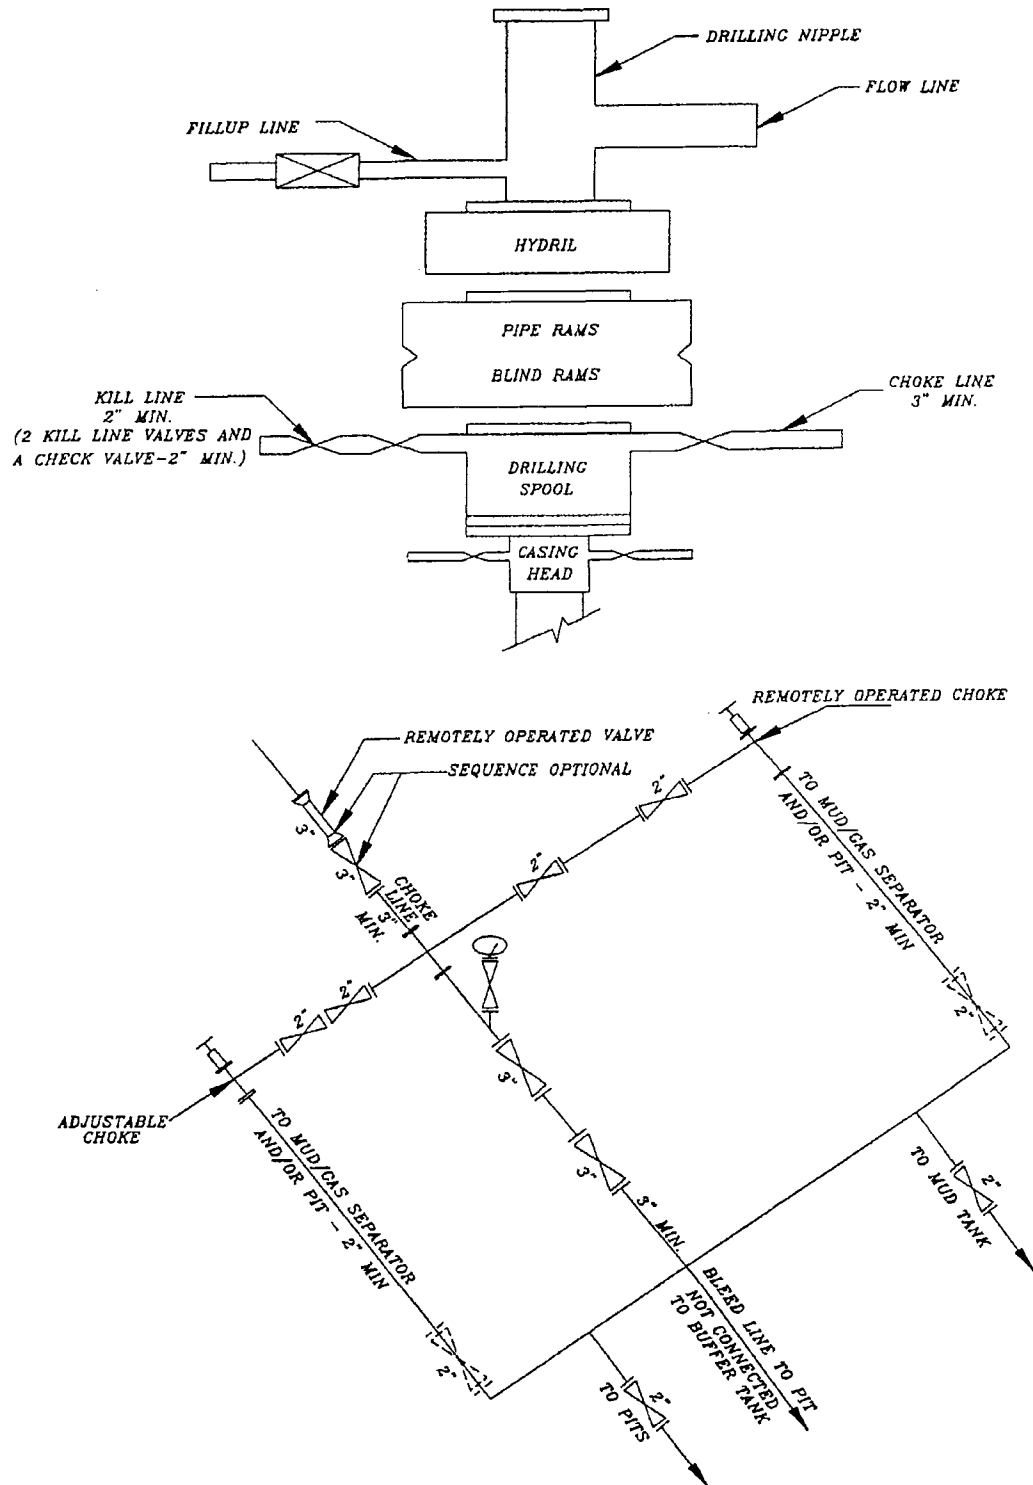 DRILLING NIPPLE
FLOW LINE
FILLUP LINE
HYDRIL
PIPE RAMS
BLIND RAMS
KILL LINE
2" MIN.
(2 KILL LINE VALVES AND
A CHECK VALVE-2" MIN.)
CHOKE LINE
3" MIN.
DRILLING
SPOOL
CASING
HEAD
REMOTELY OPERATED CHOKE
REMOTELY OPERATED VALVE
SEQUENCE OPTIONAL
3"
3"
CHOKE
LINE
3"
MIN.
2"
2"
2"
2"
TO MUD/GAS SEPARATOR
AND/OR PIT - 2" MIN
2"
ADJUSTABLE
CHOKE
TO MUD/GAS SEPARATOR
AND/OR PIT - 2" MIN
2"
3"
3"
3" MIN.
BLEED LINE TO PIT
NOT CONNECTED
TO BUFFER TANK
2"
TO MUD TANK
2"
TO PITS